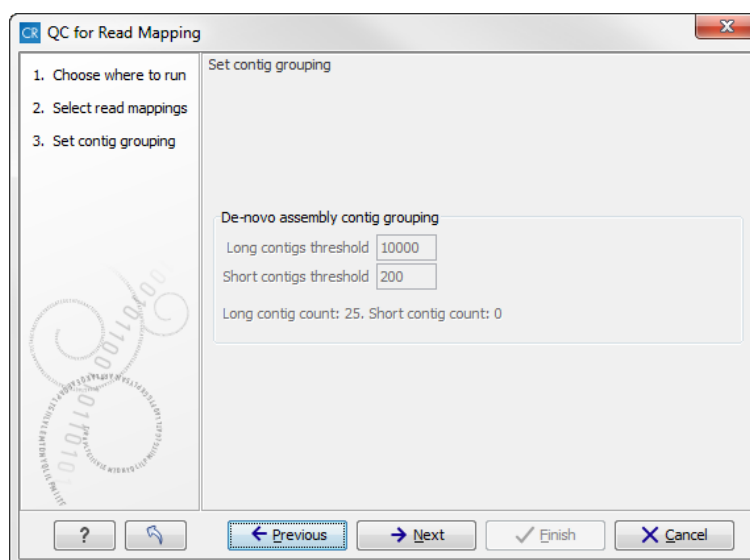 CR QC for Read Mapping
1. Choose where to run
2. Select read mappings
3. Set contig grouping
Set contig grouping
De-novo assembly contig grouping
Long contigs threshold 10000
Short contigs threshold 200
Long contig count: 25. Short contig count: 0
? Previous Next Finish Cancel